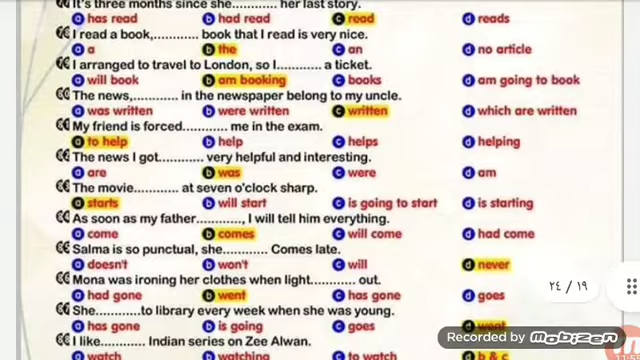 It's three months since she............ her last story.
a has read b had read c read d reads
I read a book,............ book that I read is very nice.
a a b the c an d no article
I arranged to travel to London, so I............ a ticket.
a will book b am booking c books d am going to book
The news,............ in the newspaper belong to my uncle.
a was written b were written c written d which are written
My friend is forced............ me in the exam.
a to help b help c helps d helping
The news I got............ very helpful and interesting.
a are b was c were d am
The movie............ at seven o'clock sharp.
a starts b will start c is going to start d is starting
As soon as my father............, I will tell him everything.
a come b comes c will come d had come
Salma is so punctual, she............ Comes late.
a doesn't b won't c will d never
Mona was ironing her clothes when light............ out.
a had gone b went c has gone d goes
٢٤ / ١٩
She............to library every week when she was young.
a has gone b is going c goes d went
Recorded by Mobizen
I like............ Indian series on Zee Alwan.
a watch b watching c to watch d b & c